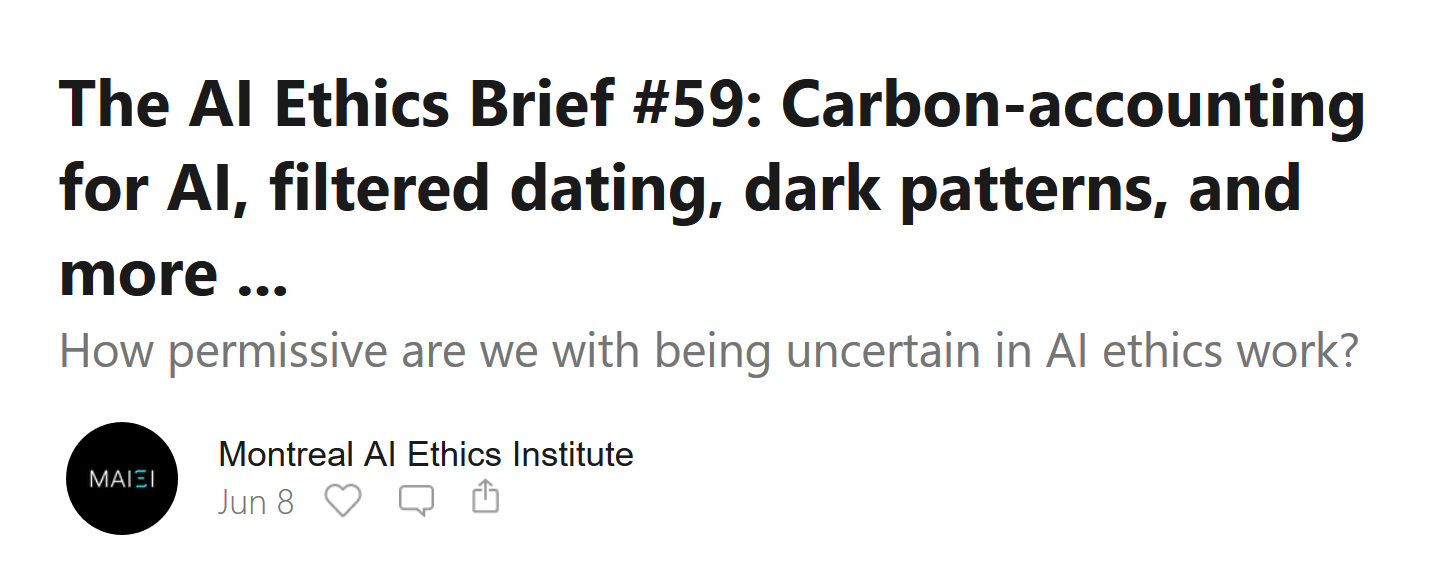 The AI Ethics Brief #59: Carbon-accounting
for AI, filtered dating, dark patterns, and
more ...
How permissive are we with being uncertain in AI ethics work?
MAIEI
Montreal AI Ethics Institute
Jun 8